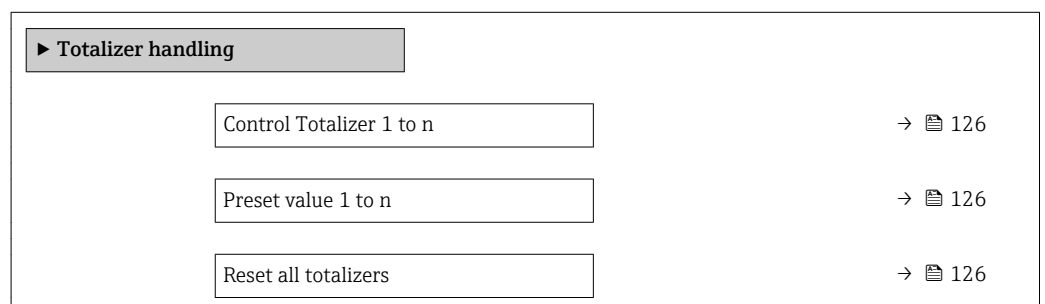 ▶ Totalizer handling
Control Totalizer 1 to n → 126
Preset value 1 to n → 126
Reset all totalizers → 126